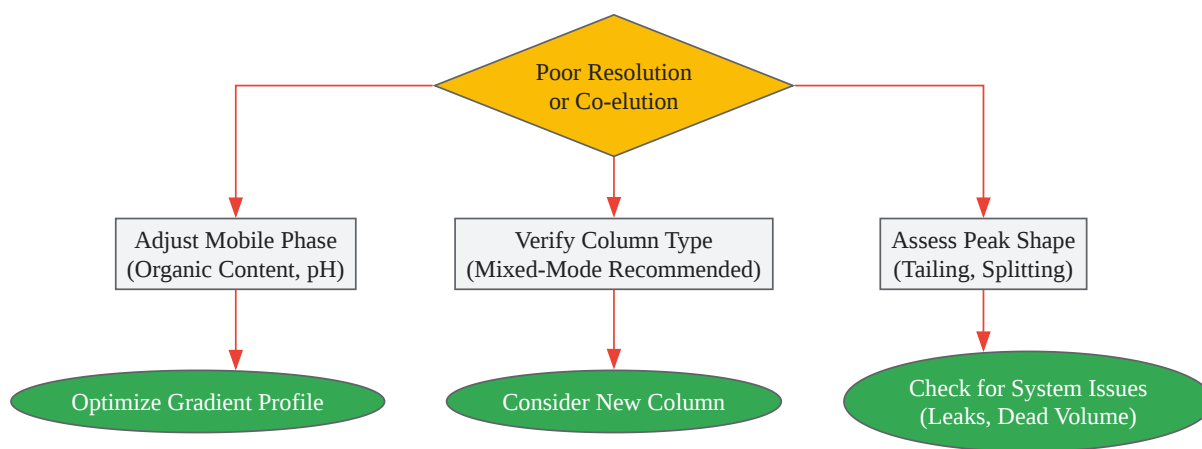 Poor Resolution
or Co-elution
Adjust Mobile Phase
(Organic Content, pH)
Verify Column Type
(Mixed-Mode Recommended)
Assess Peak Shape
(Tailing, Splitting)
Optimize Gradient Profile
Consider New Column
Check for System Issues
(Leaks, Dead Volume)